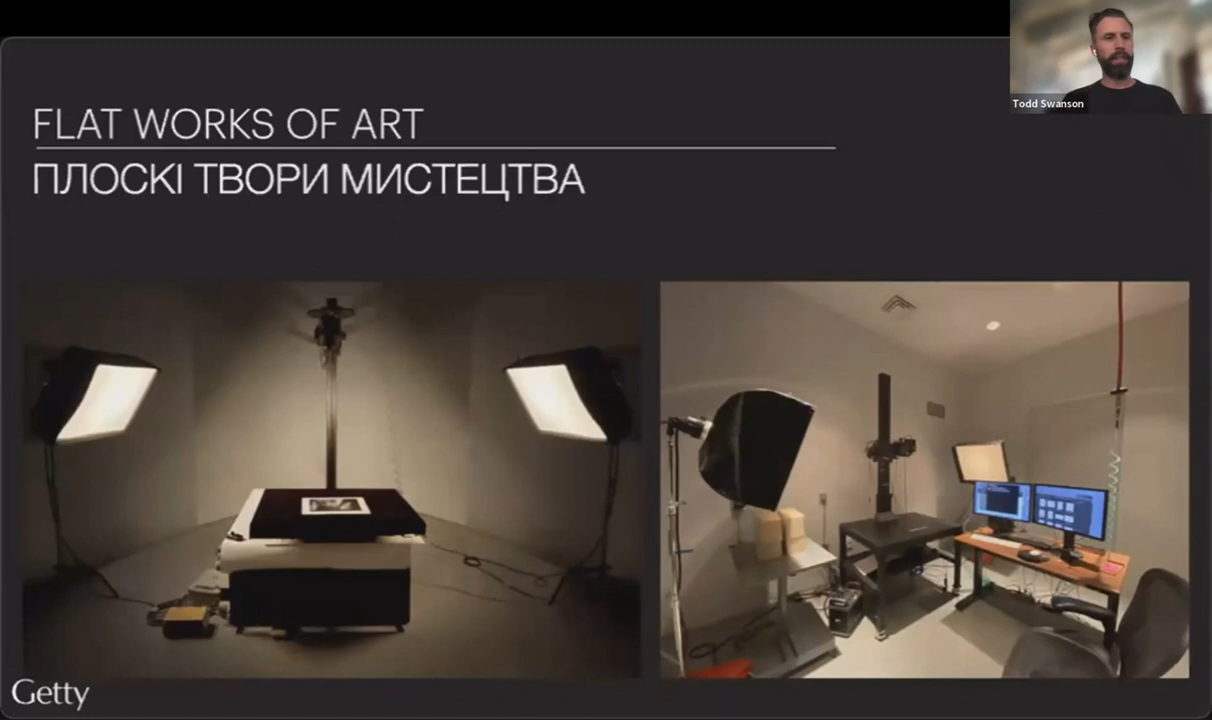 Todd Swanson
FLAT WORKS OF ART
ПЛОСКІ ТВОРИ МИСТЕЦТВА
Getty